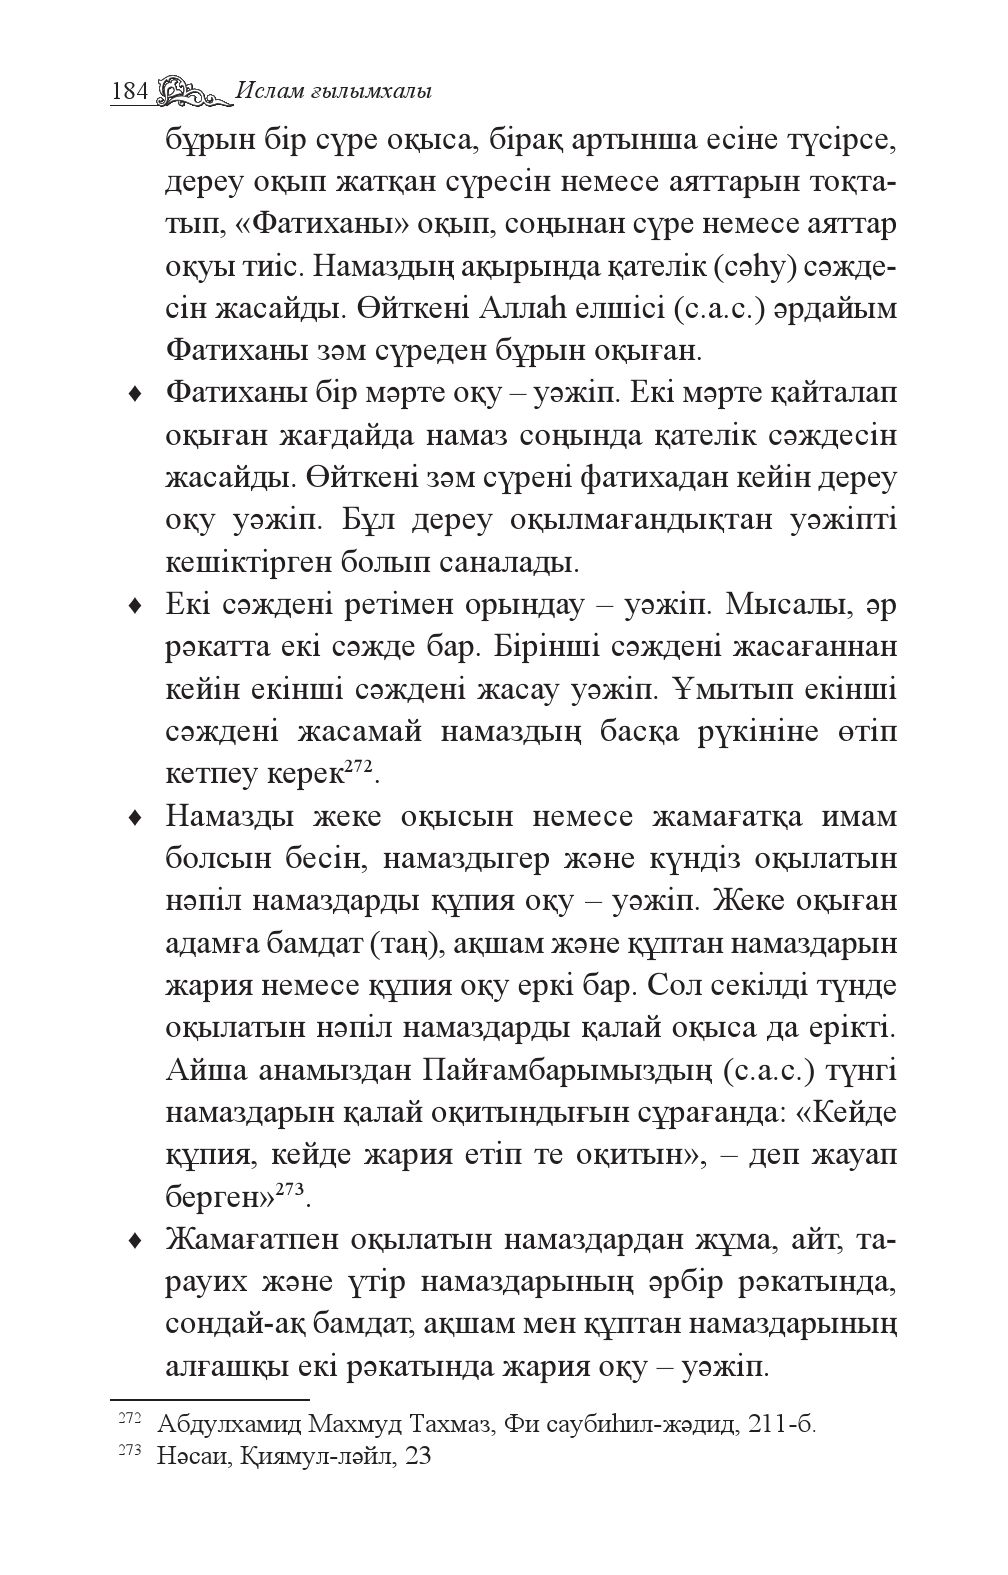 184 Ислам ғылымхалы
бұрын бір сүре оқыса, бірақ артынша есіне түсірсе,
дереу оқып жатқан сүресін немесе аяттарын тоқта-
тып, «Фатиханы» оқып, соңынан сүре немесе аяттар
оқуы тиіс. Намаздың ақырында қателік (сәһу) сәжде-
сін жасайды. Өйткені Аллаһ елшісі (с.а.с.) әрдайым
Фатиханы зәм сүреден бұрын оқыған.
♦ Фатиханы бір мәрте оқу – уәжіп. Екі мәрте қайталап
оқыған жағдайда намаз соңында қателік сәждесін
жасайды. Өйткені зәм сүрені фатихадан кейін дереу
оқу уәжіп. Бұл дереу оқылмағандықтан уәжіпті
кешіктірген болып саналады.
♦ Екі сәждені ретімен орындау – уәжіп. Мысалы, әр
рәкатта екі сәжде бар. Бірінші сәждені жасағаннан
кейін екінші сәждені жасау уәжіп. Ұмытып екінші
сәждені жасамай намаздың басқа рүкініне өтіп
кетпеу керек²⁷².
♦ Намазды жеке оқысын немесе жамағатқа имам
болсын бесін, намаздыгер және күндіз оқылатын
нәпіл намаздарды құпия оқу – уәжіп. Жеке оқыған
адамға бамдат (таң), ақшам және құптан намаздарын
жария немесе құпия оқу еркі бар. Сол секілді түнде
оқылатын нәпіл намаздарды қалай оқыса да ерікті.
Айша анамыздан Пайғамбарымыздың (с.а.с.) түнгі
намаздарын қалай оқитындығын сұрағанда: «Кейде
құпия, кейде жария етіп те оқитын», – деп жауап
берген»²⁷³.
♦ Жамағатпен оқылатын намаздардан жұма, айт, та-
рауих және үтір намаздарының әрбір рәкатында,
сондай-ақ бамдат, ақшам мен құптан намаздарының
алғашқы екі рәкатында жария оқу – уәжіп.
²⁷² Абдулхамид Махмуд Тахмаз, Фи саубиһил-жәдид, 211-б.
²⁷³ Нәсаи, Қиямул-ләйл, 23